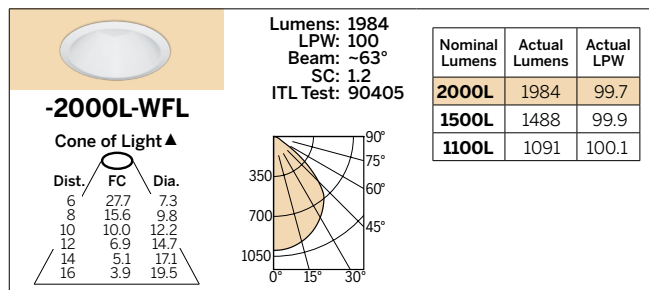 -2000L-WFL
Cone of Light▲
Dist. FC Dia.
6 27.7 7.3
8 15.6 9.8
10 10.0 12.2
12 6.9 14.7
14 5.1 17.1
16 3.9 19.5
Lumens: 1984
LPW: 100
Beam: ~63°
SC: 1.2
ITL Test: 90405
90°
75°
60°
45°
350
700
1050
0° 15° 30°
Nominal Lumens Actual Lumens Actual LPW
2000L 1984 99.7
1500L 1488 99.9
1100L 1091 100.1